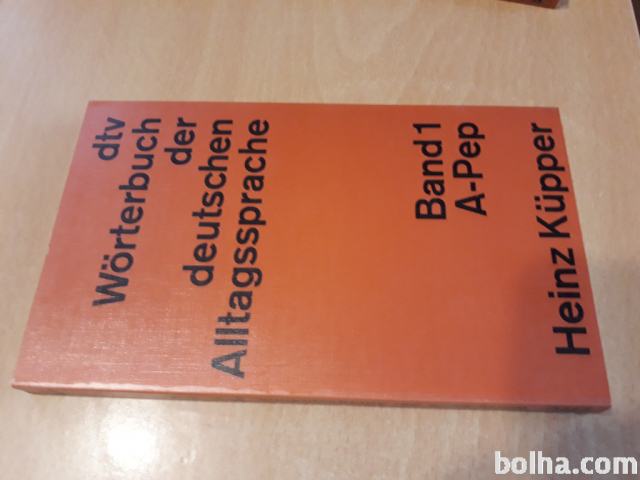 dtv
Wörterbuch
der
deutschen
Alltagssprache
Band 1
A-Pep
Heinz Küpper
bolha.com